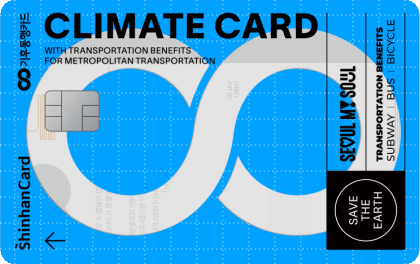 CLIMATE CARD
WITH TRANSPORTATION BENEFITS
FOR METROPOLITAN TRANSPORTATION
기후동행카드
ShinhanCard
SEOUL MY SOUL
TRANSPORTATION BENEFITS
SUBWAY | BUS | BICYCLE
SAVE
THE
EARTH